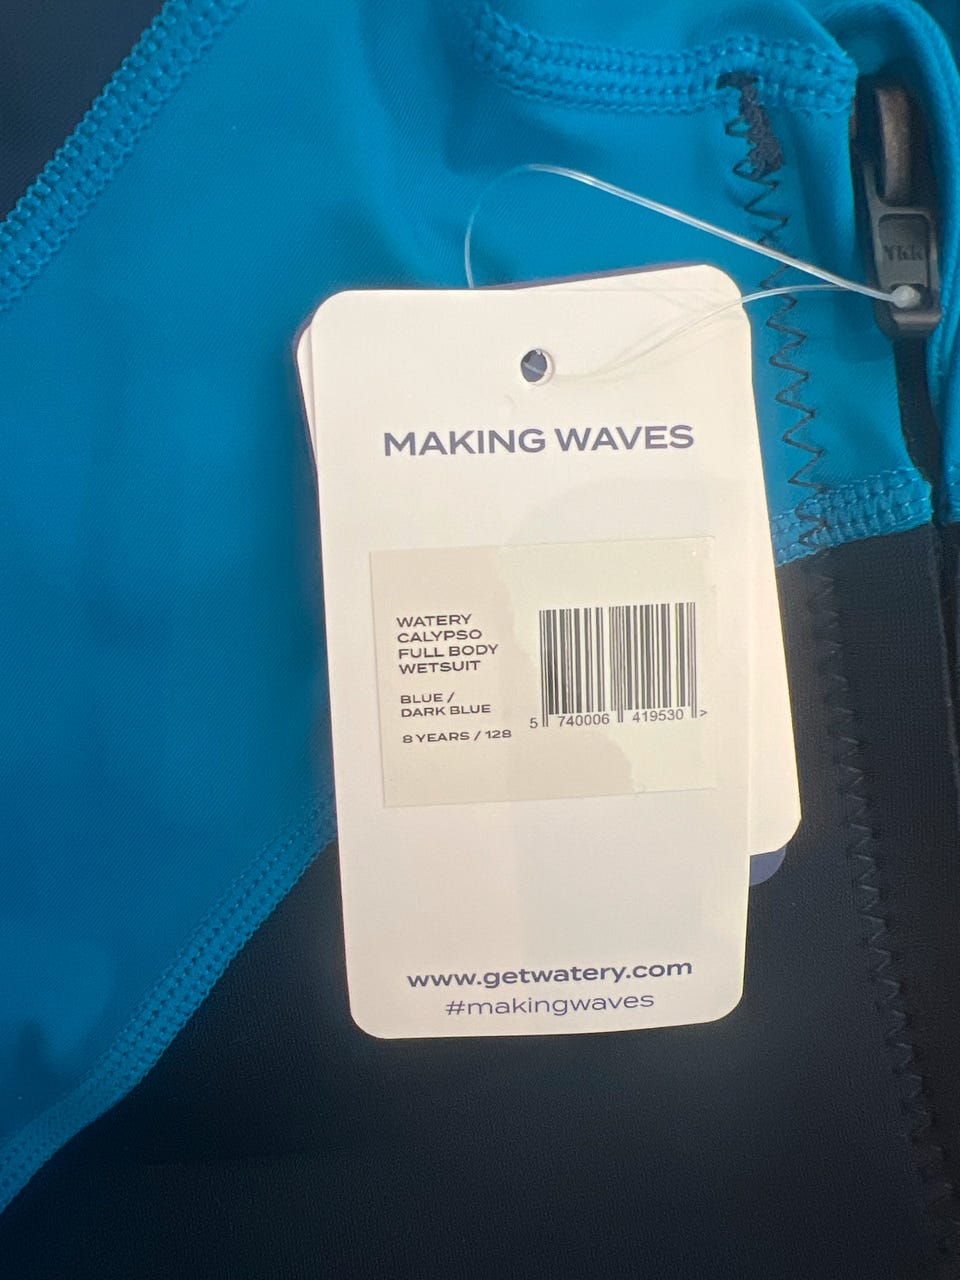 YKK
MAKING WAVES
WATERY
CALYPSO
FULL BODY
WETSUIT
BLUE /
DARK BLUE
8 YEARS / 128
5 740006 419530 >
www.getwatery.com
#makingwaves